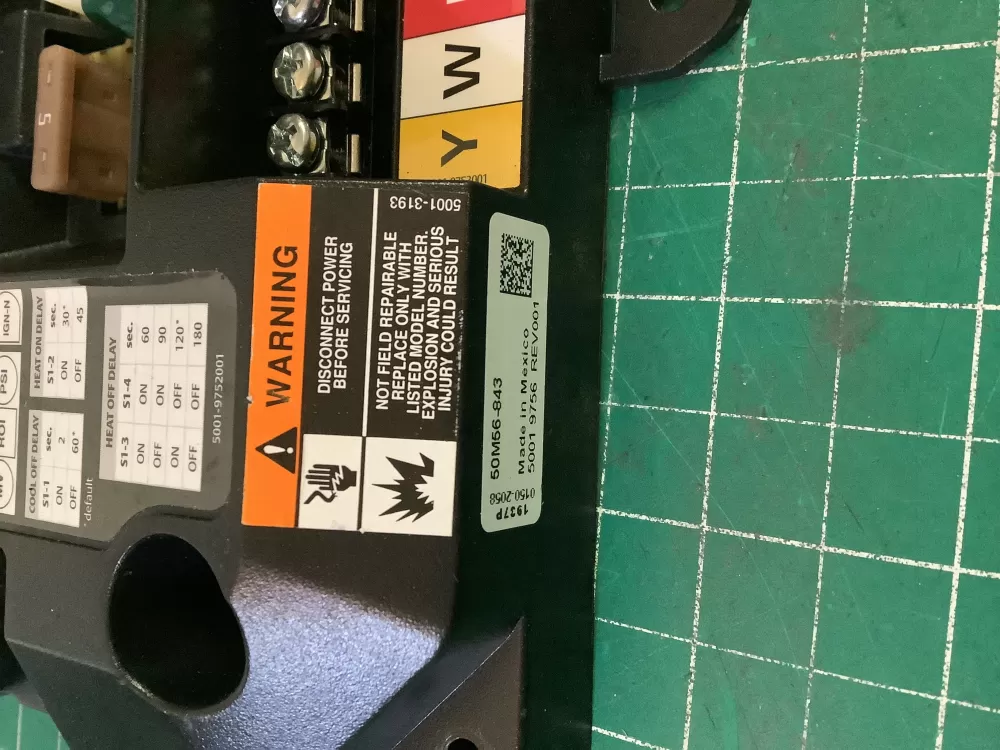 5
W
Y
WARNING
DISCONNECT POWER
BEFORE SERVICING
NOT FIELD REPAIRABLE
REPLACE ONLY WITH
LISTED MODEL NUMBER.
EXPLOSION AND SERIOUS
INJURY COULD RESULT
5001-3193
50M56-843
Made in Mexico
5001 9756 REV001
0150-2058
1937P
IGN-N
PSI
HEAT ON DELAY
S1-2 sec.
ON 30*
OFF 45
COOL OFF DELAY
S1-1 sec.
ON 2
OFF 60*
*default
HEAT OFF DELAY
S1-3 S1-4 sec.
ON ON 60
OFF ON 90
ON OFF 120*
OFF OFF 180
5001-9752001